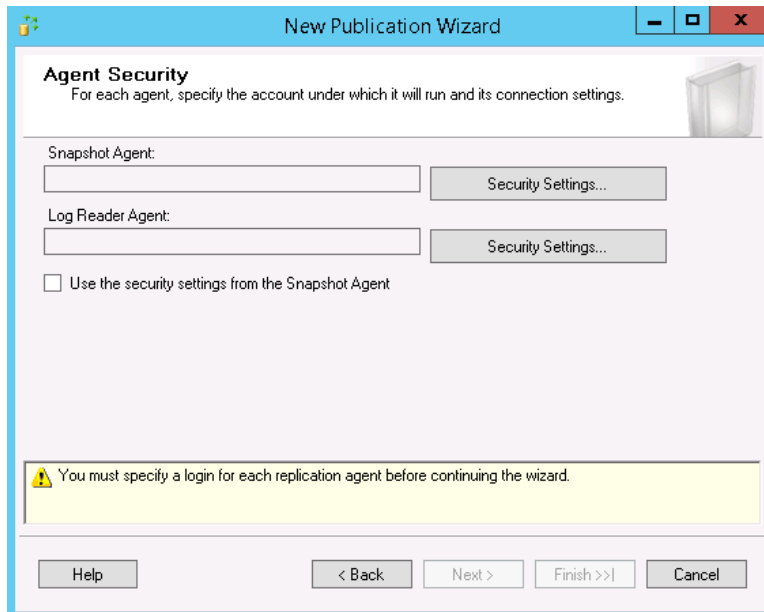 New Publication Wizard
Agent Security
For each agent, specify the account under which it will run and its connection settings.
Snapshot Agent:
Security Settings...
Log Reader Agent:
Security Settings...
Use the security settings from the Snapshot Agent
You must specify a login for each replication agent before continuing the wizard.
Help
< Back
Next >
Finish >>|
Cancel